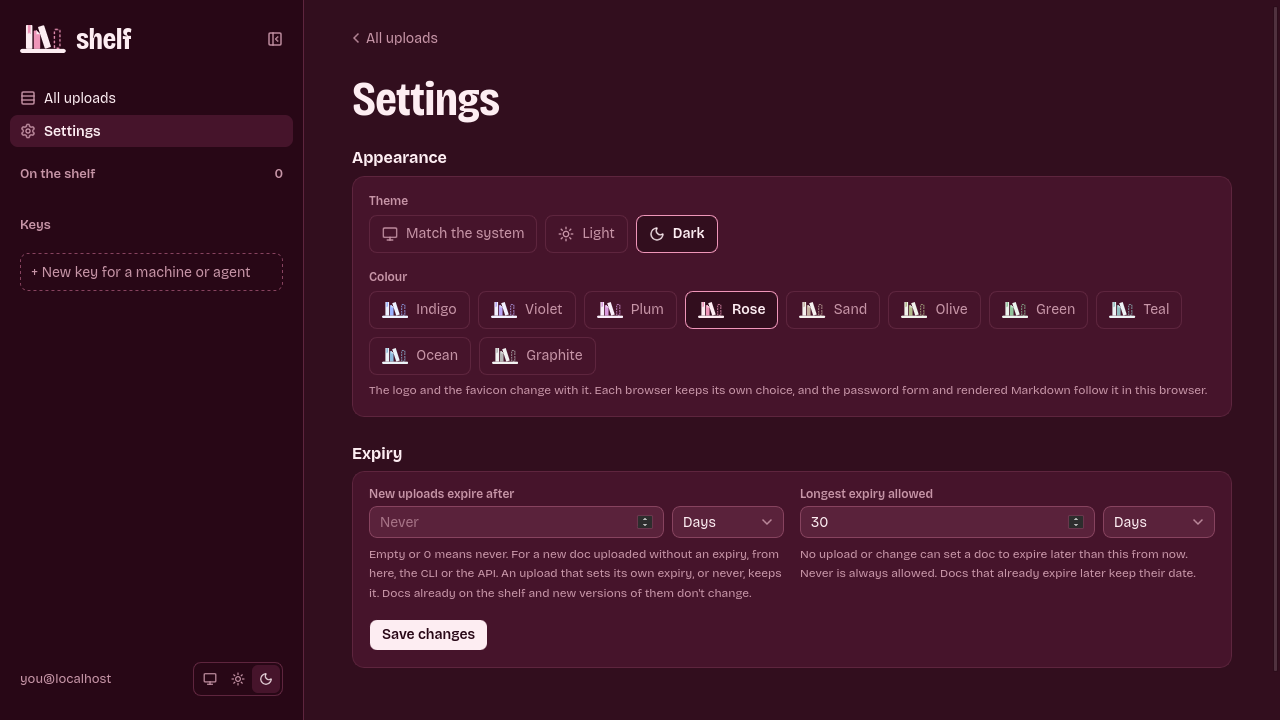 shelf
All uploads
Settings
On the shelf 0
Keys
+ New key for a machine or agent
you@localhost
All uploads
Settings
Appearance
Theme
Match the system Light Dark
Colour
Indigo Violet Plum Rose Sand Olive Green Teal
Ocean Graphite
The logo and the favicon change with it. Each browser keeps its own choice, and the password form and rendered Markdown follow it in this browser.
Expiry
New uploads expire after
Never Days
Empty or 0 means never. For a new doc uploaded without an expiry, from
here, the CLI or the API. An upload that sets its own expiry, or never, keeps
it. Docs already on the shelf and new versions of them don't change.
Longest expiry allowed
30 Days
No upload or change can set a doc to expire later than this from now.
Never is always allowed. Docs that already expire later keep their date.
Save changes